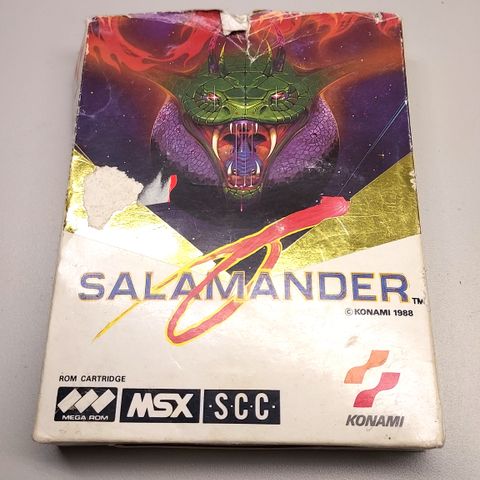 SALAMANDER TM
© KONAMI 1988
ROM CARTRIDGE
MEGA ROM
MSX
·SCC·
KONAMI